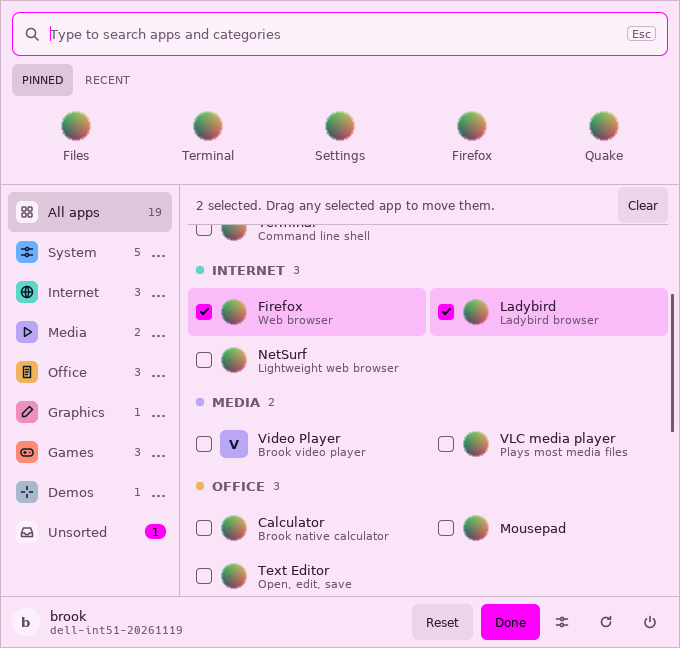 Type to search apps and categories
Esc
PINNED
RECENT
Files
Terminal
Settings
Firefox
Quake
All apps 19
System 5 ...
Internet 3 ...
Media 2 ...
Office 3 ...
Graphics 1 ...
Games 3 ...
Demos 1 ...
Unsorted 1
2 selected. Drag any selected app to move them.
Clear
Terminal
Command line shell
INTERNET 3
Firefox
Web browser
Ladybird
Ladybird browser
NetSurf
Lightweight web browser
MEDIA 2
V
Video Player
Brook video player
VLC media player
Plays most media files
OFFICE 3
Calculator
Brook native calculator
Mousepad
Text Editor
Open, edit, save
b
brook
dell-int51-20261119
Reset
Done